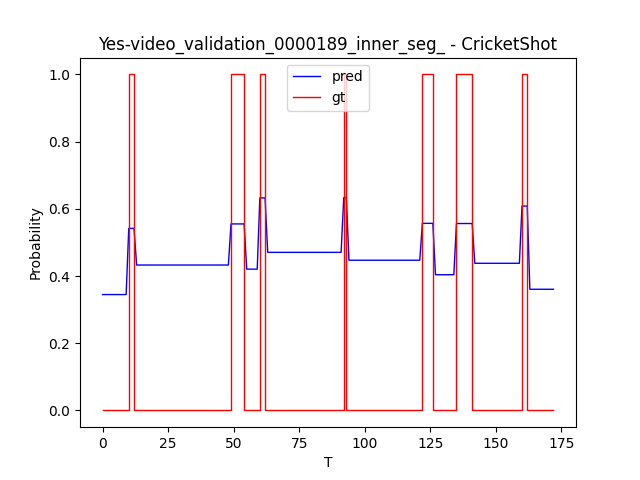 Yes-video_validation_0000189_inner_seg_ - CricketShot
pred
gt
1.0
0.8
0.6
0.4
0.2
0.0
Probability
0 25 50 75 100 125 150 175
T